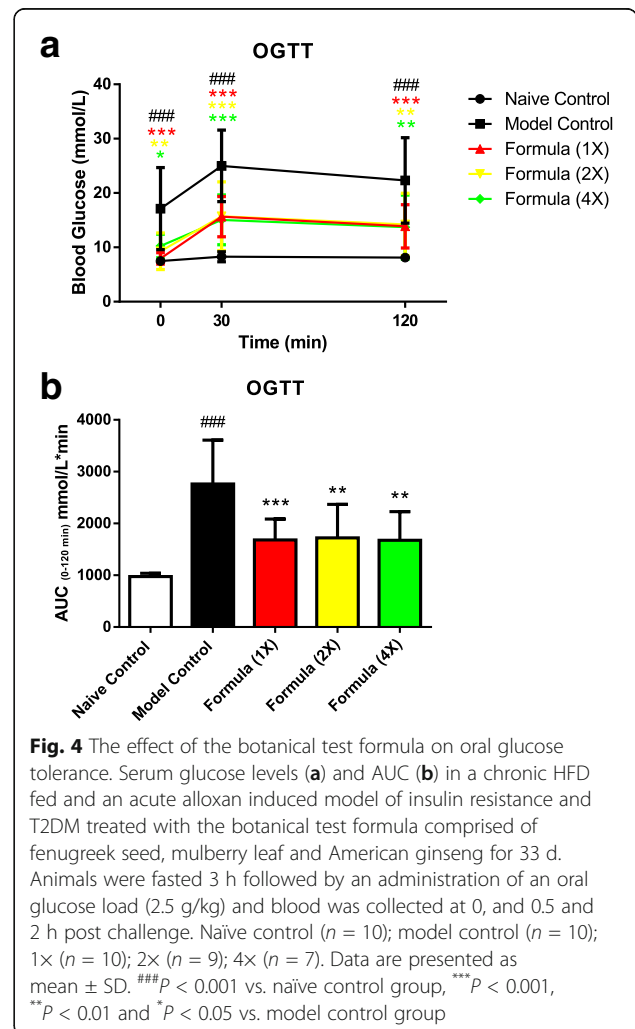 a
OGTT
Blood Glucose (mmol/L)
40
30
20
10
0
###
***
**
*
###
***
***
***
###
***
**
**
0
30
120
Time (min)
Naive Control
Model Control
Formula (1X)
Formula (2X)
Formula (4X)
b
OGTT
AUC (0-120 min) mmol/L*min
4000
3000
2000
1000
0
###
***
**
**
Naïve Control
Model Control
Formula (1X)
Formula (2X)
Formula (4X)
Fig. 4 The effect of the botanical test formula on oral glucose
tolerance. Serum glucose levels (a) and AUC (b) in a chronic HFD
fed and an acute alloxan induced model of insulin resistance and
T2DM treated with the botanical test formula comprised of
fenugreek seed, mulberry leaf and American ginseng for 33 d.
Animals were fasted 3 h followed by an administration of an oral
glucose load (2.5 g/kg) and blood was collected at 0, and 0.5 and
2 h post challenge. Naïve control (n = 10); model control (n = 10);
1× (n = 10); 2× (n = 9); 4× (n = 7). Data are presented as
mean ± SD. ###P < 0.001 vs. naïve control group, ***P < 0.001,
**P < 0.01 and *P < 0.05 vs. model control group